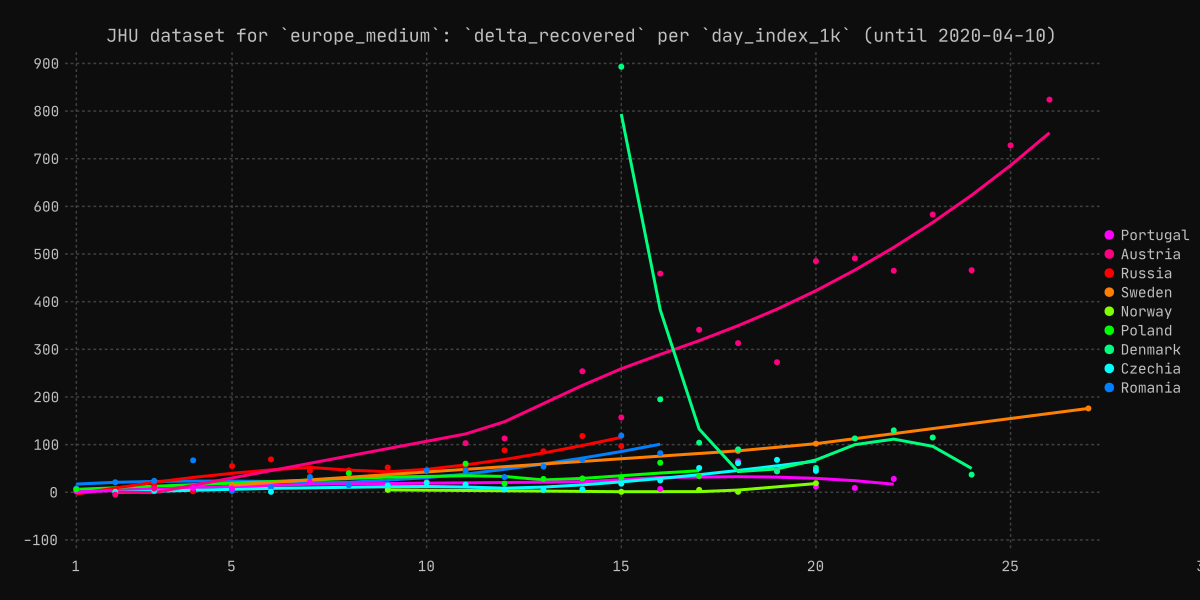 JHU dataset for `europe_medium`: `delta_recovered` per `day_index_1k` (until 2020-04-10)
900
800
700
600
500
400
300
200
100
0
-100
1 5 10 15 20 25 3
Portugal
Austria
Russia
Sweden
Norway
Poland
Denmark
Czechia
Romania